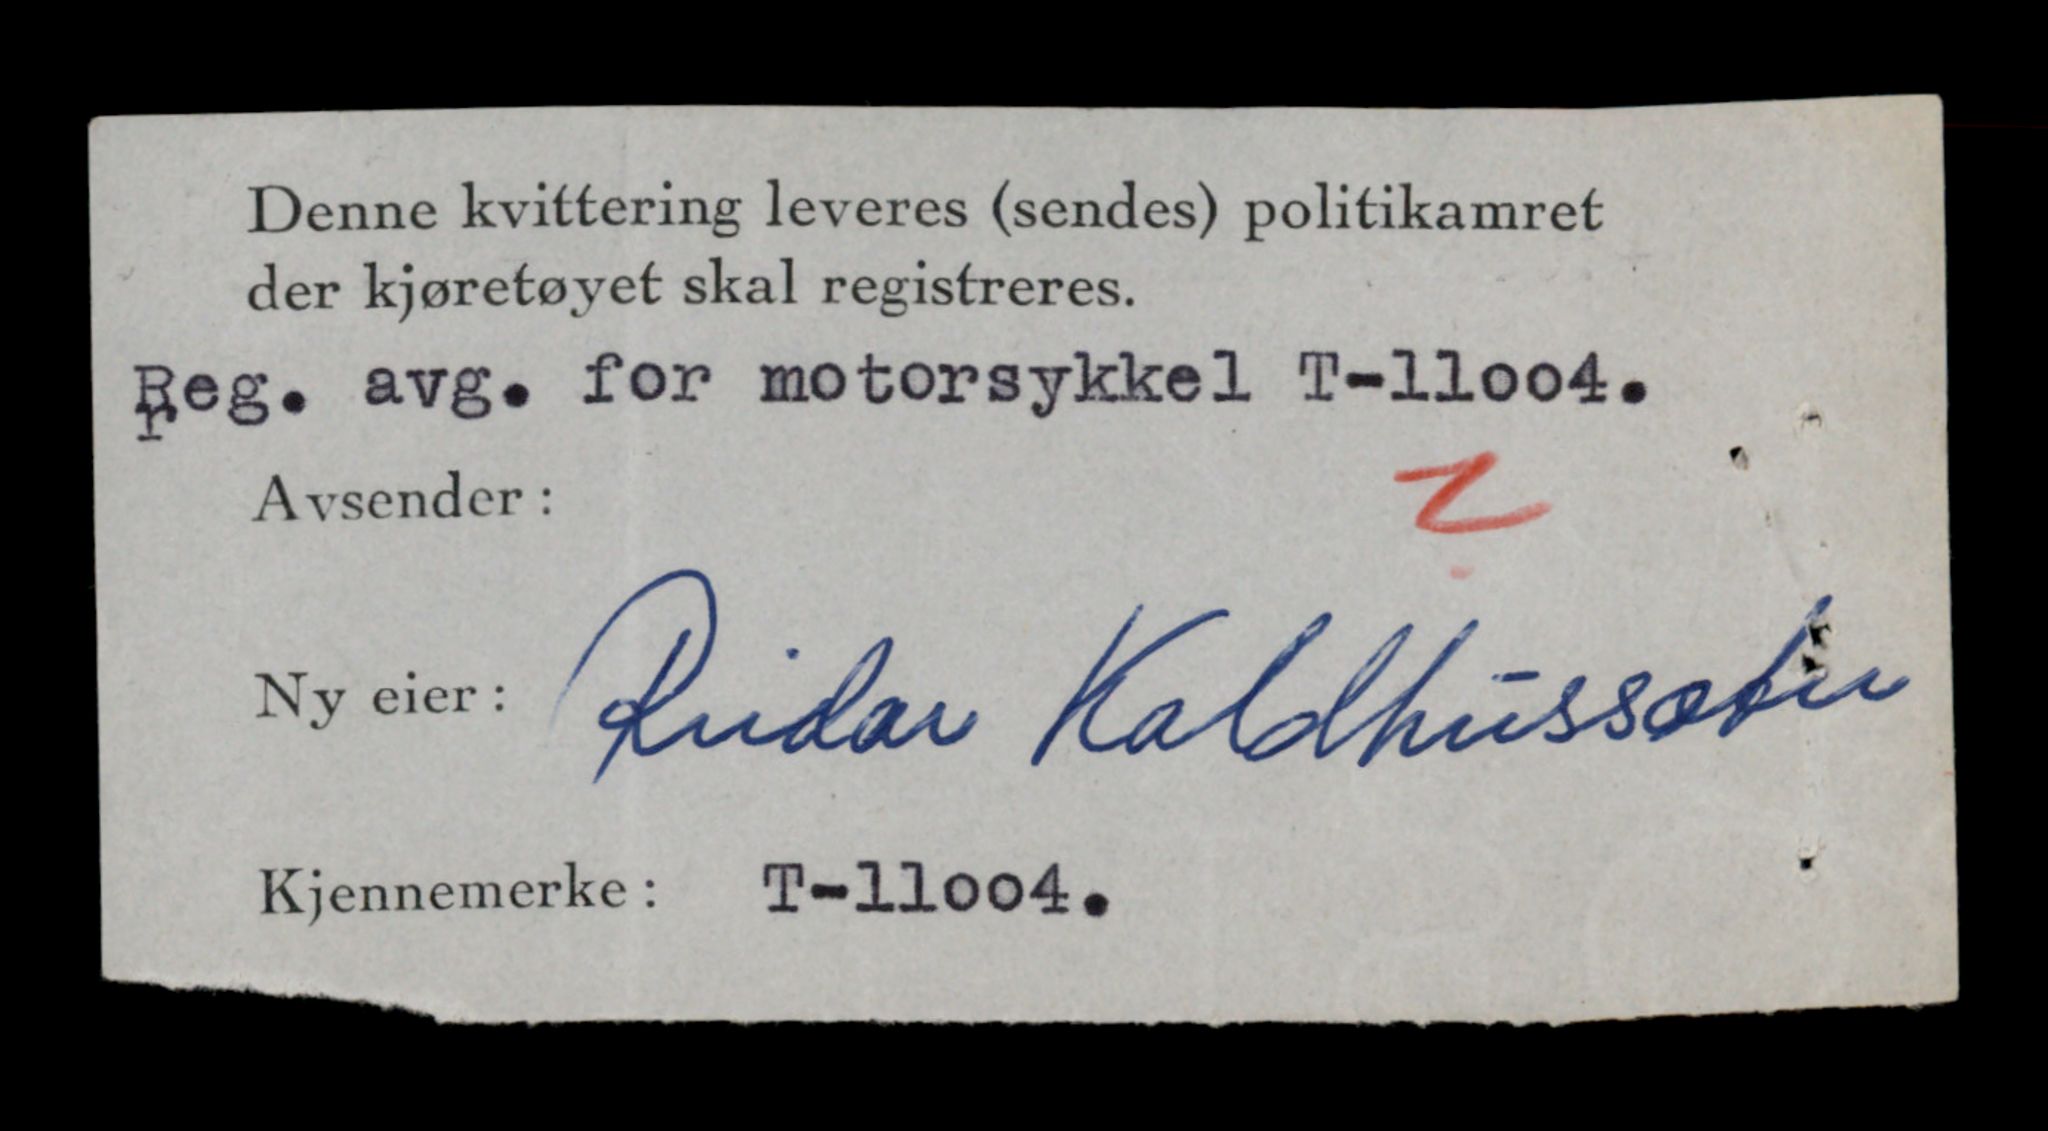 Denne kvittering leveres (sendes) politikamret
der kjøretøyet skal registreres.
Reg. avg. for motorsykkel T-11oo4.
Avsender:
Ny eier: Reidar Kaldhussæter
Kjennemerke: T-11oo4.